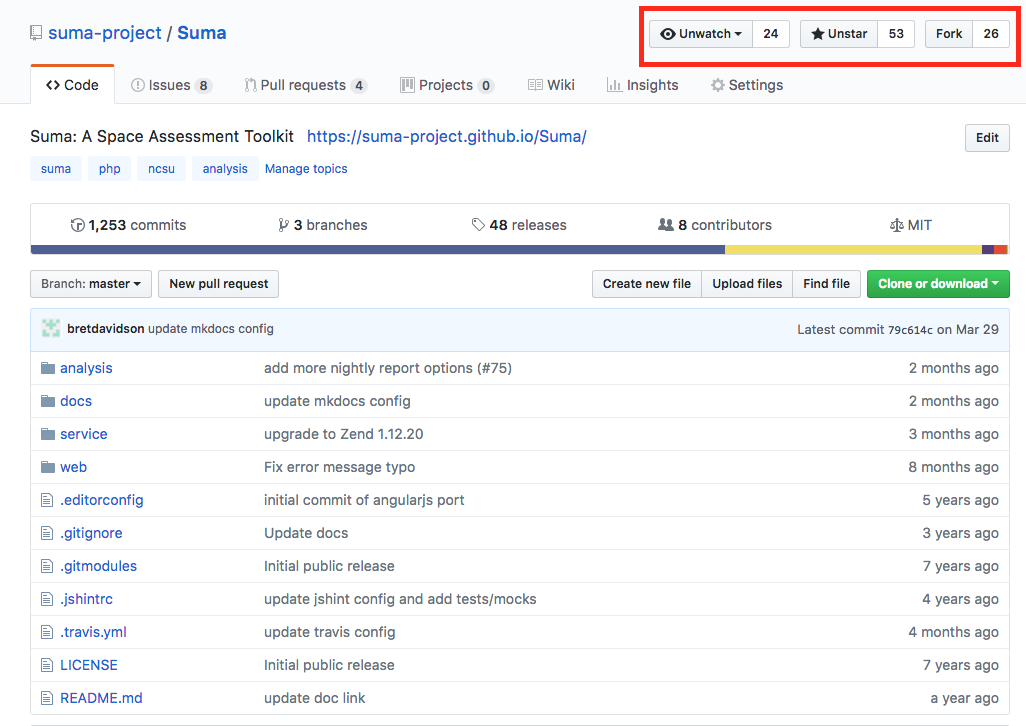 suma-project / Suma
Unwatch 24 Unstar 53 Fork 26
Code Issues 8 Pull requests 4 Projects 0 Wiki Insights Settings
Suma: A Space Assessment Toolkit https://suma-project.github.io/Suma/ Edit
suma php ncsu analysis Manage topics
1,253 commits 3 branches 48 releases 8 contributors MIT
Branch: master New pull request Create new file Upload files Find file Clone or download
bretdavidson update mkdocs config Latest commit 79c614c on Mar 29
analysis add more nightly report options (#75) 2 months ago
docs update mkdocs config 2 months ago
service upgrade to Zend 1.12.20 3 months ago
web Fix error message typo 8 months ago
.editorconfig initial commit of angularjs port 5 years ago
.gitignore Update docs 3 years ago
.gitmodules Initial public release 7 years ago
.jshintrc update jshint config and add tests/mocks 4 years ago
.travis.yml update travis config 4 months ago
LICENSE Initial public release 7 years ago
README.md update doc link a year ago